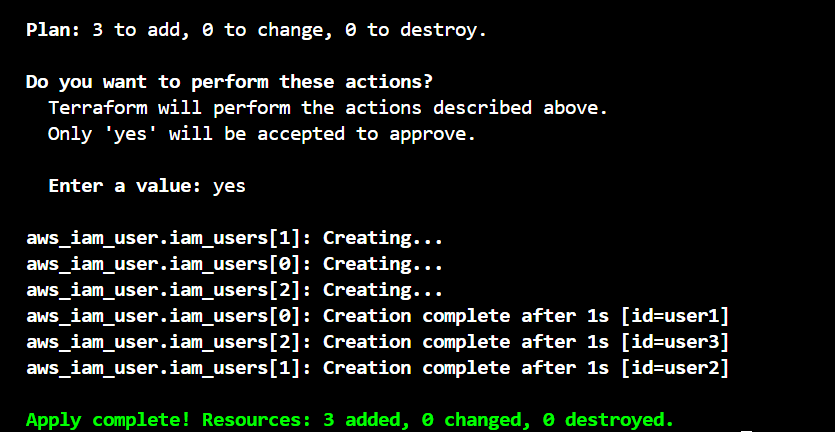 Plan: 3 to add, 0 to change, 0 to destroy.
Do you want to perform these actions?
Terraform will perform the actions described above.
Only 'yes' will be accepted to approve.
Enter a value: yes
aws_iam_user.iam_users[1]: Creating...
aws_iam_user.iam_users[0]: Creating...
aws_iam_user.iam_users[2]: Creating...
aws_iam_user.iam_users[0]: Creation complete after 1s [id=user1]
aws_iam_user.iam_users[2]: Creation complete after 1s [id=user3]
aws_iam_user.iam_users[1]: Creation complete after 1s [id=user2]
Apply complete! Resources: 3 added, 0 changed, 0 destroyed.